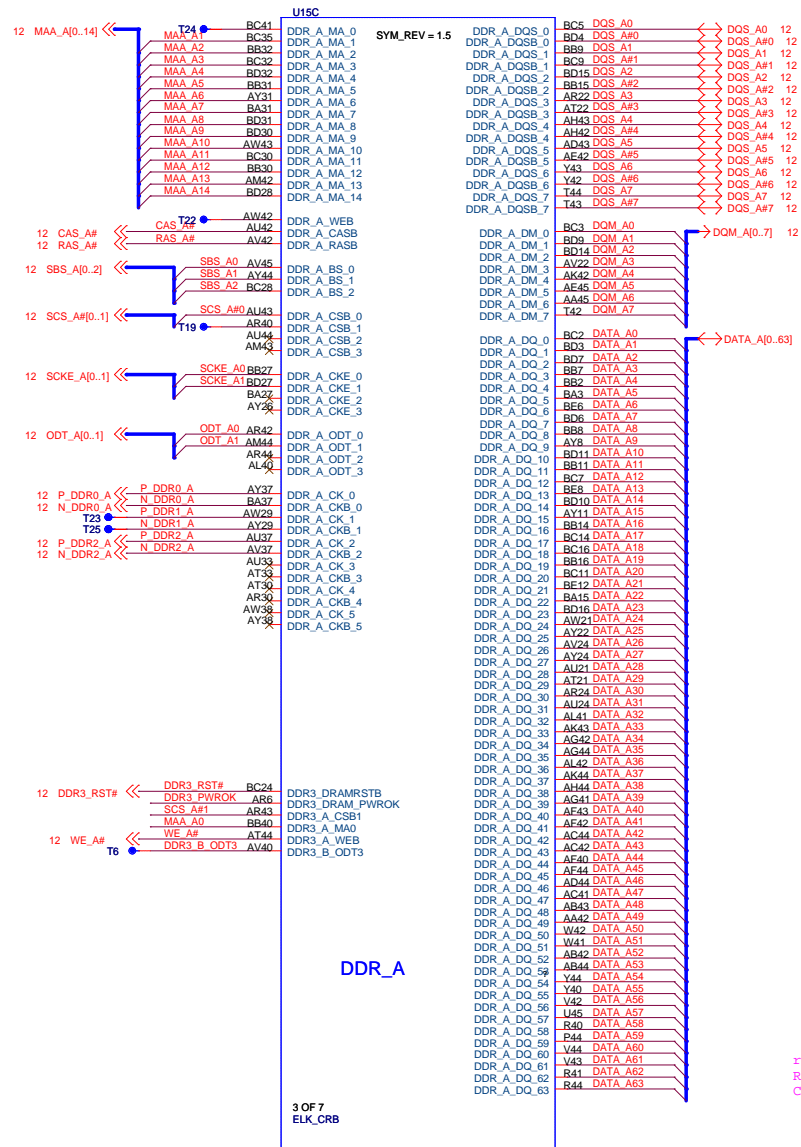 U15C
SYM_REV = 1.5
12 MAA_A[0..14]
T24 BC41 DDR_A_MA_0
MAA_A1 BC35 DDR_A_MA_1
MAA_A2 BB32 DDR_A_MA_2
MAA_A3 BC32 DDR_A_MA_3
MAA_A4 BD32 DDR_A_MA_4
MAA_A5 BB31 DDR_A_MA_5
MAA_A6 AY31 DDR_A_MA_6
MAA_A7 BA31 DDR_A_MA_7
MAA_A8 BD31 DDR_A_MA_8
MAA_A9 BD30 DDR_A_MA_9
MAA_A10 AW43 DDR_A_MA_10
MAA_A11 BC30 DDR_A_MA_11
MAA_A12 BB30 DDR_A_MA_12
MAA_A13 AM42 DDR_A_MA_13
MAA_A14 BD28 DDR_A_MA_14
T22 AW42 DDR_A_WEB
12 CAS_A# CAS_A# AU42 DDR_A_CASB
12 RAS_A# RAS_A# AV42 DDR_A_RASB
12 SBS_A[0..2] SBS_A0 AV45 DDR_A_BS_0
SBS_A1 AY44 DDR_A_BS_1
SBS_A2 BC28 DDR_A_BS_2
12 SCS_A#[0..1] SCS_A#0 AU43 DDR_A_CSB_0
T19 AR40 DDR_A_CSB_1
AU44 DDR_A_CSB_2
AM43 DDR_A_CSB_3
12 SCKE_A[0..1] SCKE_A0 BB27 DDR_A_CKE_0
SCKE_A1 BD27 DDR_A_CKE_1
BA27 DDR_A_CKE_2
AY26 DDR_A_CKE_3
12 ODT_A[0..1] ODT_A0 AR42 DDR_A_ODT_0
ODT_A1 AM44 DDR_A_ODT_1
AR44 DDR_A_ODT_2
AL40 DDR_A_ODT_3
12 P_DDR0_A P_DDR0_A AY37 DDR_A_CK_0
12 N_DDR0_A N_DDR0_A BA37 DDR_A_CKB_0
T23 P_DDR1_A AW29 DDR_A_CK_1
T25 N_DDR1_A AY29 DDR_A_CKB_1
12 P_DDR2_A P_DDR2_A AU37 DDR_A_CK_2
12 N_DDR2_A N_DDR2_A AV37 DDR_A_CKB_2
AU33 DDR_A_CK_3
AT33 DDR_A_CKB_3
AT30 DDR_A_CK_4
AR30 DDR_A_CKB_4
AW38 DDR_A_CK_5
AY38 DDR_A_CKB_5
12 DDR3_RST# DDR3_RST# BC24 DDR3_DRAMRSTB
DDR3_PWROK AR6 DDR3_DRAM_PWROK
SCS_A#1 AR43 DDR3_A_CSB1
MAA_A0 BB40 DDR3_A_MA0
12 WE_A# WE_A# AT44 DDR3_A_WEB
T6 DDR3_B_ODT3 AV40 DDR3_B_ODT3
DDR_A_DQS_0 BC5 DQS_A0 DQS_A0 12
DDR_A_DQSB_0 BD4 DQS_A#0 DQS_A#0 12
DDR_A_DQS_1 BB9 DQS_A1 DQS_A1 12
DDR_A_DQSB_1 BC9 DQS_A#1 DQS_A#1 12
DDR_A_DQS_2 BD15 DQS_A2 DQS_A2 12
DDR_A_DQSB_2 BB15 DQS_A#2 DQS_A#2 12
DDR_A_DQS_3 AR22 DQS_A3 DQS_A3 12
DDR_A_DQSB_3 AT22 DQS_A#3 DQS_A#3 12
DDR_A_DQS_4 AH43 DQS_A4 DQS_A4 12
DDR_A_DQSB_4 AH42 DQS_A#4 DQS_A#4 12
DDR_A_DQS_5 AD43 DQS_A5 DQS_A5 12
DDR_A_DQSB_5 AE42 DQS_A#5 DQS_A#5 12
DDR_A_DQS_6 Y43 DQS_A6 DQS_A6 12
DDR_A_DQSB_6 Y42 DQS_A#6 DQS_A#6 12
DDR_A_DQS_7 T44 DQS_A7 DQS_A7 12
DDR_A_DQSB_7 T43 DQS_A#7 DQS_A#7 12
DDR_A_DM_0 BC3 DQM_A0 DQM_A[0..7] 12
DDR_A_DM_1 BD9 DQM_A1
DDR_A_DM_2 BD14 DQM_A2
DDR_A_DM_3 AV22 DQM_A3
DDR_A_DM_4 AK42 DQM_A4
DDR_A_DM_5 AE45 DQM_A5
DDR_A_DM_6 AA45 DQM_A6
DDR_A_DM_7 T42 DQM_A7
DDR_A_DQ_0 BC2 DATA_A0 DATA_A[0..63]
DDR_A_DQ_1 BD3 DATA_A1
DDR_A_DQ_2 BD7 DATA_A2
DDR_A_DQ_3 BB7 DATA_A3
DDR_A_DQ_4 BB2 DATA_A4
DDR_A_DQ_5 BA3 DATA_A5
DDR_A_DQ_6 BE6 DATA_A6
DDR_A_DQ_7 BD6 DATA_A7
DDR_A_DQ_8 BB8 DATA_A8
DDR_A_DQ_9 AY8 DATA_A9
DDR_A_DQ_10 BD11 DATA_A10
DDR_A_DQ_11 BB11 DATA_A11
DDR_A_DQ_12 BC7 DATA_A12
DDR_A_DQ_13 BE8 DATA_A13
DDR_A_DQ_14 BD10 DATA_A14
DDR_A_DQ_15 AY11 DATA_A15
DDR_A_DQ_16 BB14 DATA_A16
DDR_A_DQ_17 BC14 DATA_A17
DDR_A_DQ_18 BC16 DATA_A18
DDR_A_DQ_19 BB16 DATA_A19
DDR_A_DQ_20 BC11 DATA_A20
DDR_A_DQ_21 BE12 DATA_A21
DDR_A_DQ_22 BA15 DATA_A22
DDR_A_DQ_23 BD16 DATA_A23
DDR_A_DQ_24 AW21 DATA_A24
DDR_A_DQ_25 AY22 DATA_A25
DDR_A_DQ_26 AV24 DATA_A26
DDR_A_DQ_27 AY24 DATA_A27
DDR_A_DQ_28 AU21 DATA_A28
DDR_A_DQ_29 AT21 DATA_A29
DDR_A_DQ_30 AR24 DATA_A30
DDR_A_DQ_31 AU24 DATA_A31
DDR_A_DQ_32 AL41 DATA_A32
DDR_A_DQ_33 AK43 DATA_A33
DDR_A_DQ_34 AG42 DATA_A34
DDR_A_DQ_35 AG44 DATA_A35
DDR_A_DQ_36 AL42 DATA_A36
DDR_A_DQ_37 AK44 DATA_A37
DDR_A_DQ_38 AH44 DATA_A38
DDR_A_DQ_39 AG41 DATA_A39
DDR_A_DQ_40 AF43 DATA_A40
DDR_A_DQ_41 AF42 DATA_A41
DDR_A_DQ_42 AC44 DATA_A42
DDR_A_DQ_43 AC42 DATA_A43
DDR_A_DQ_44 AF40 DATA_A44
DDR_A_DQ_45 AF44 DATA_A45
DDR_A_DQ_46 AD44 DATA_A46
DDR_A_DQ_47 AC41 DATA_A47
DDR_A_DQ_48 AB43 DATA_A48
DDR_A_DQ_49 AA42 DATA_A49
DDR_A_DQ_50 W42 DATA_A50
DDR_A_DQ_51 W41 DATA_A51
DDR_A_DQ_52 AB42 DATA_A52
DDR_A_DQ_53 AB44 DATA_A53
DDR_A_DQ_54 Y44 DATA_A54
DDR_A_DQ_55 Y40 DATA_A55
DDR_A_DQ_56 V42 DATA_A56
DDR_A_DQ_57 U45 DATA_A57
DDR_A_DQ_58 R40 DATA_A58
DDR_A_DQ_59 P44 DATA_A59
DDR_A_DQ_60 V44 DATA_A60
DDR_A_DQ_61 V43 DATA_A61
DDR_A_DQ_62 R41 DATA_A62
DDR_A_DQ_63 R44 DATA_A63
DDR_A
r
R
C
3 OF 7
ELK_CRB